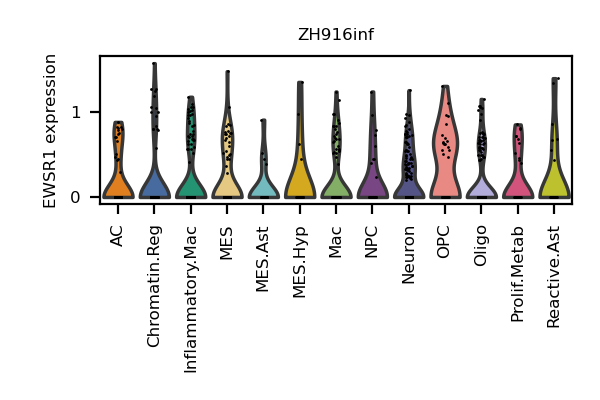 ZH916inf
EWSR1 expression
1
0
AC
Chromatin.Reg
Inflammatory.Mac
MES
MES.Ast
MES.Hyp
Mac
NPC
Neuron
OPC
Oligo
Prolif.Metab
Reactive.Ast